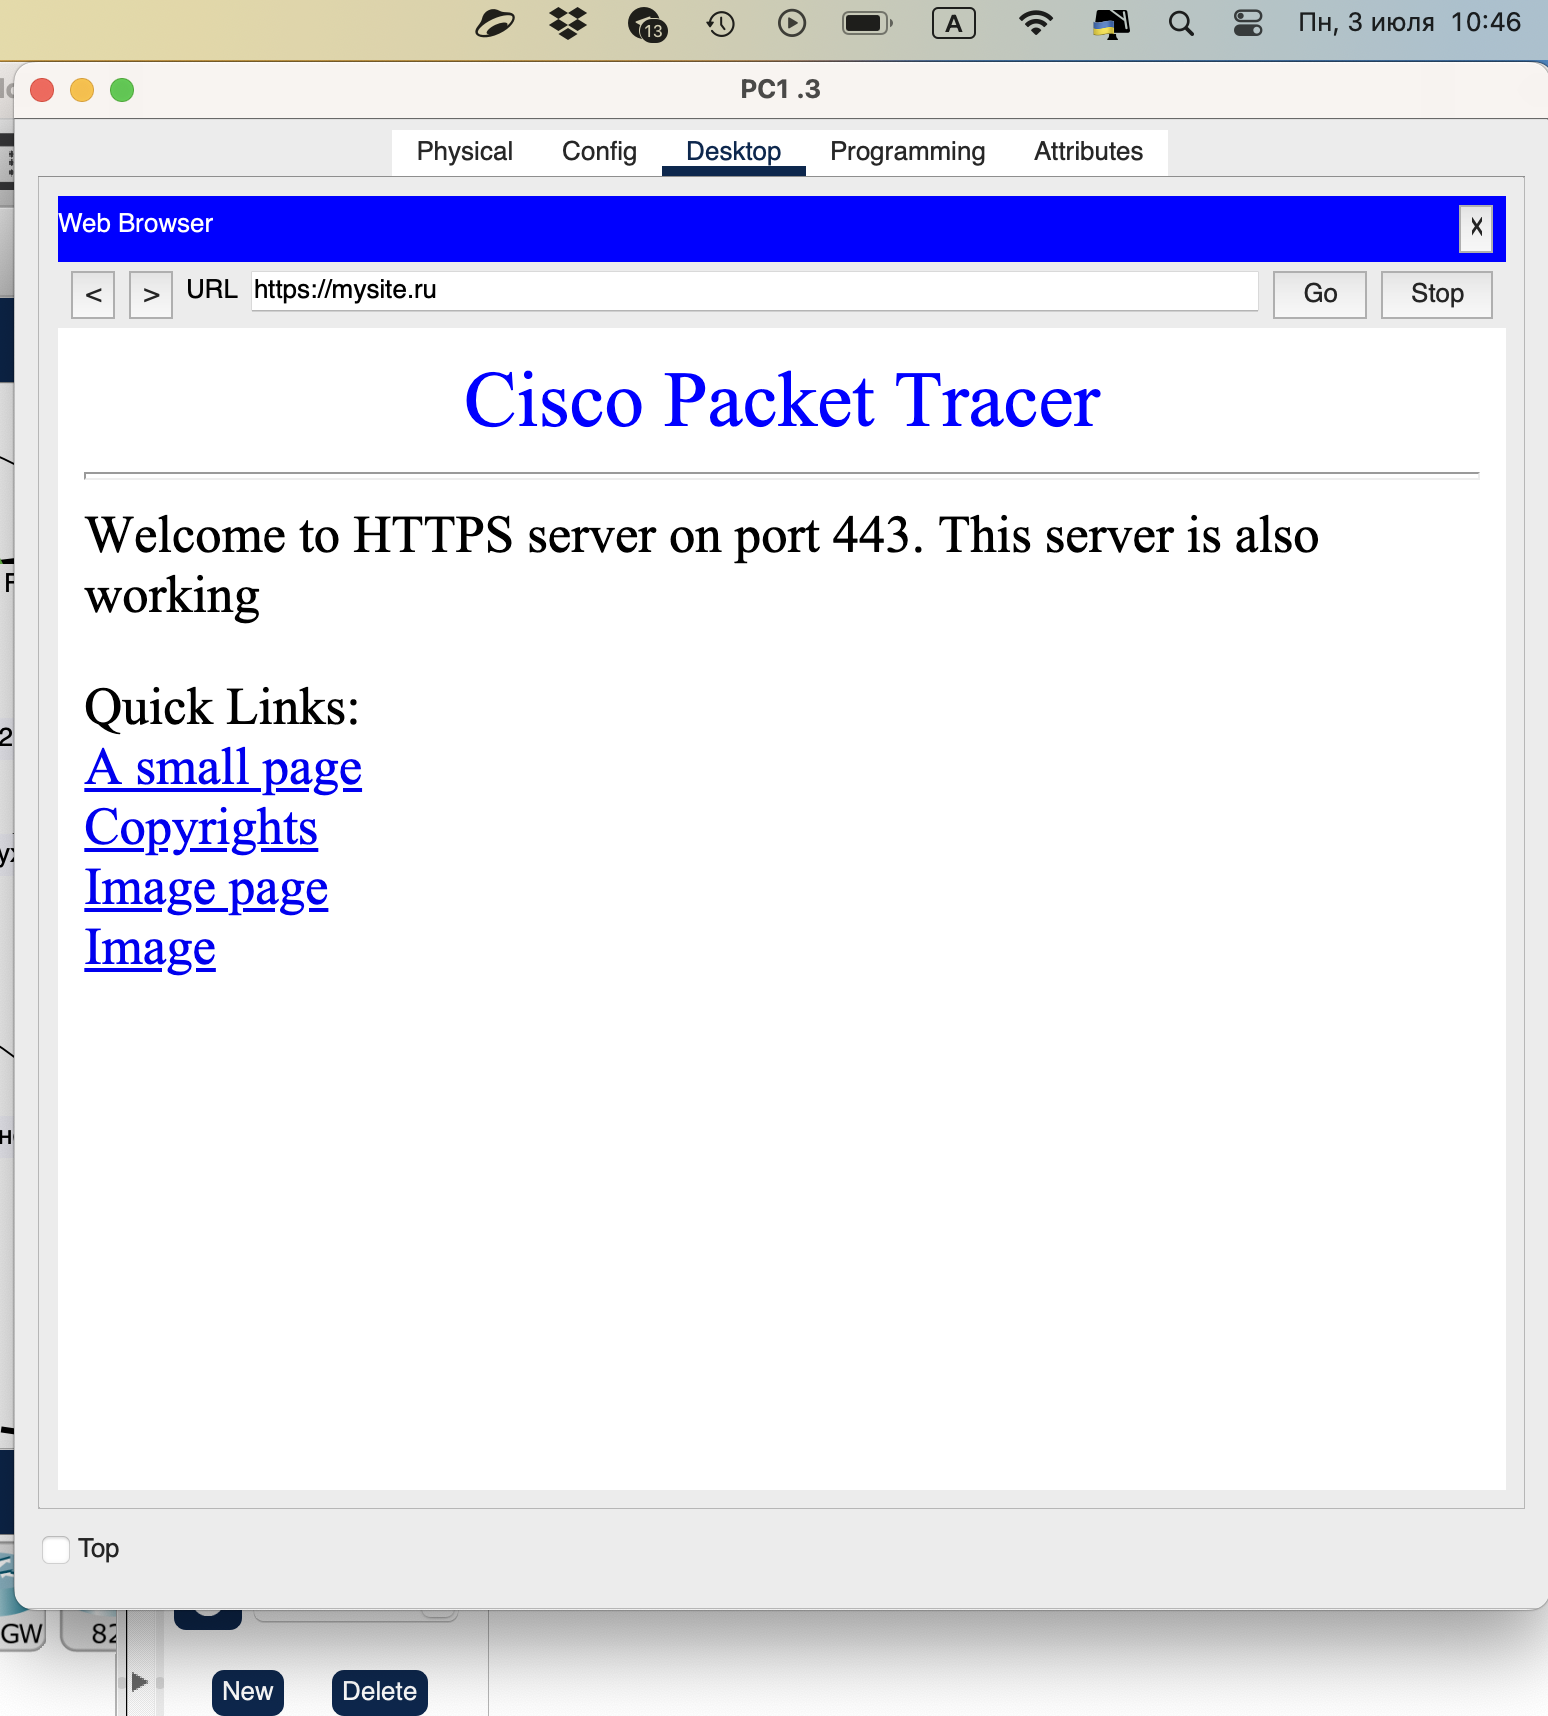 13
A
Пн, 3 июля 10:46
PC1 .3
Physical Config Desktop Programming Attributes
Web Browser
X
< > URL https://mysite.ru Go Stop
Cisco Packet Tracer
Welcome to HTTPS server on port 443. This server is also
working
Quick Links:
A small page
Copyrights
Image page
Image
Top
GW 82
New Delete